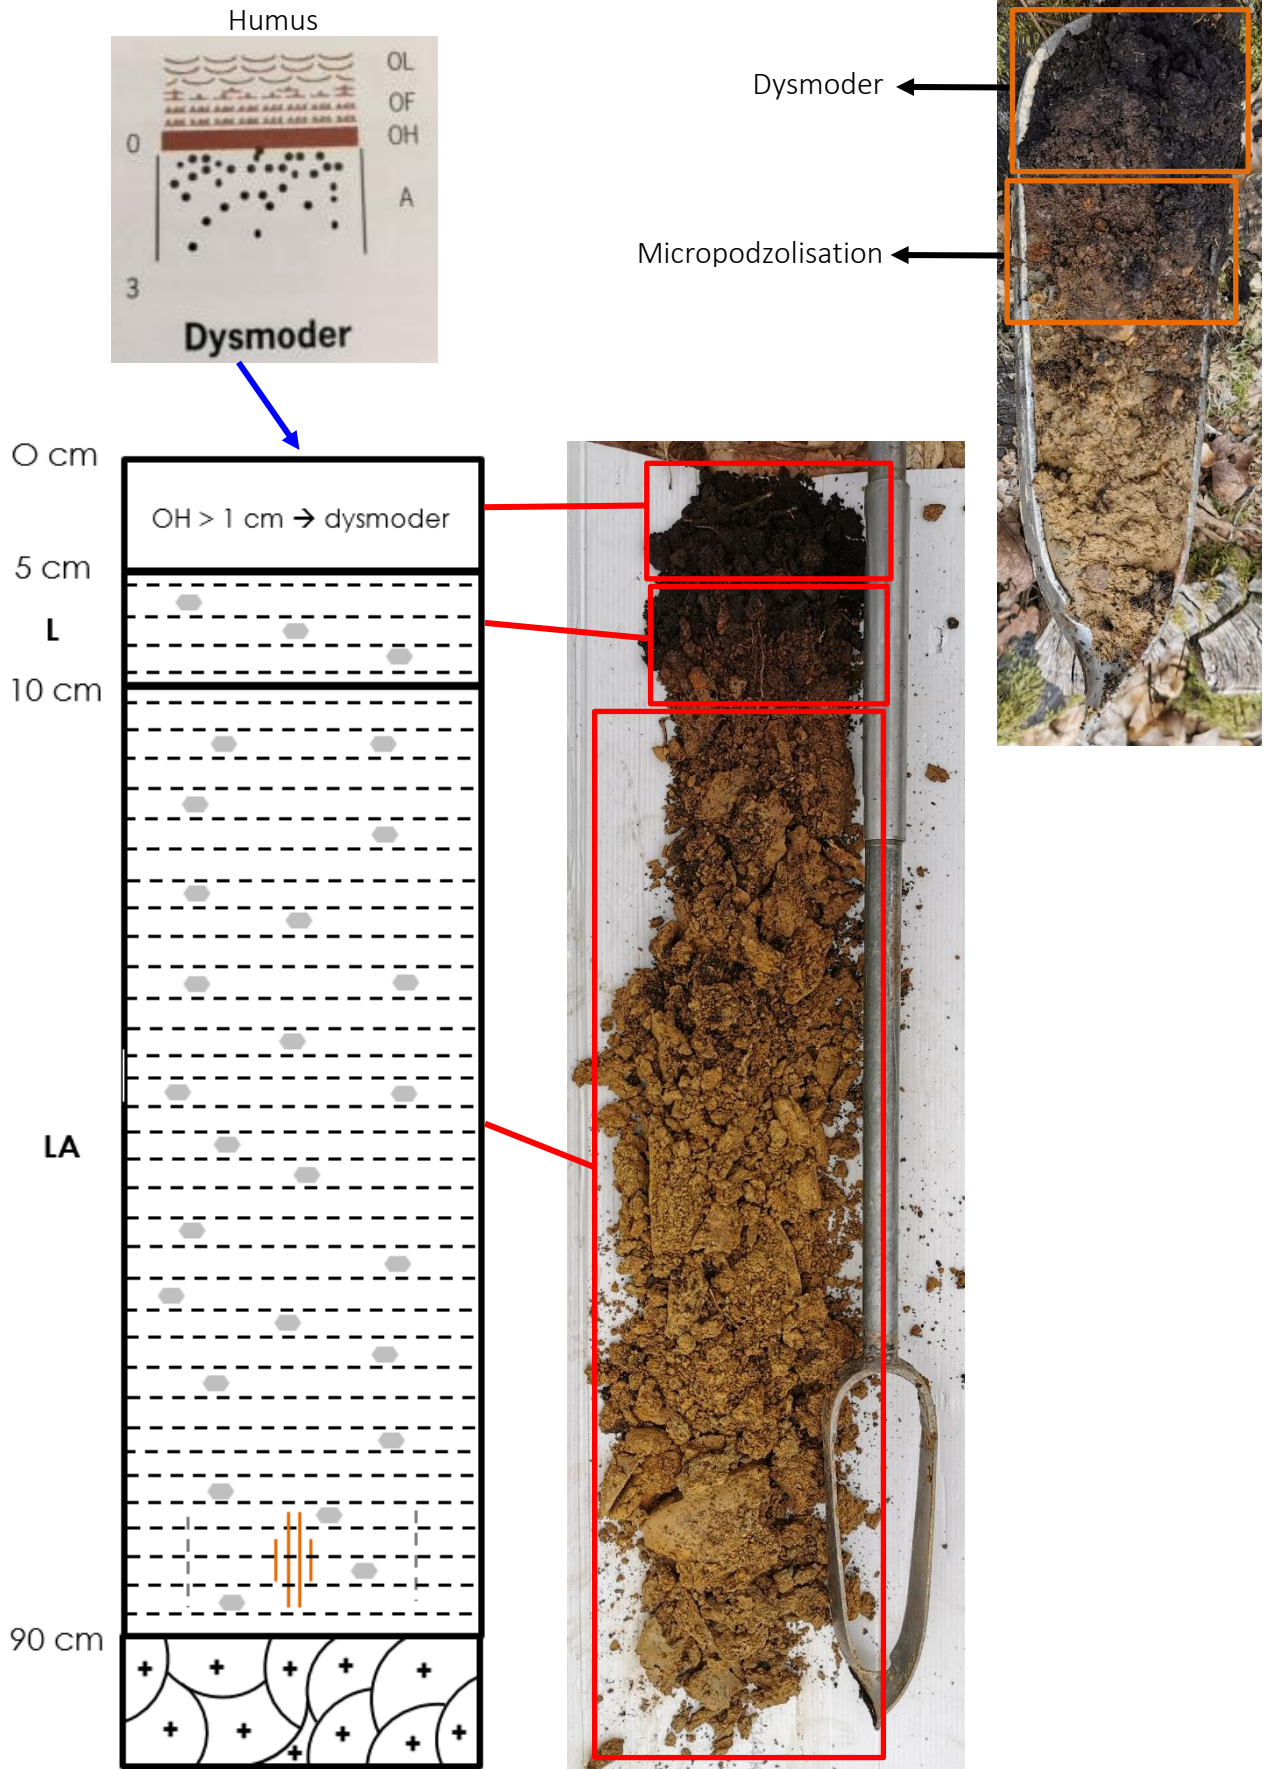 Humus
OL
OF
OH
0
A
3
Dysmoder
Dysmoder
Micropodzolisation
O cm
OH > 1 cm → dysmoder
5 cm
L
10 cm
LA
90 cm